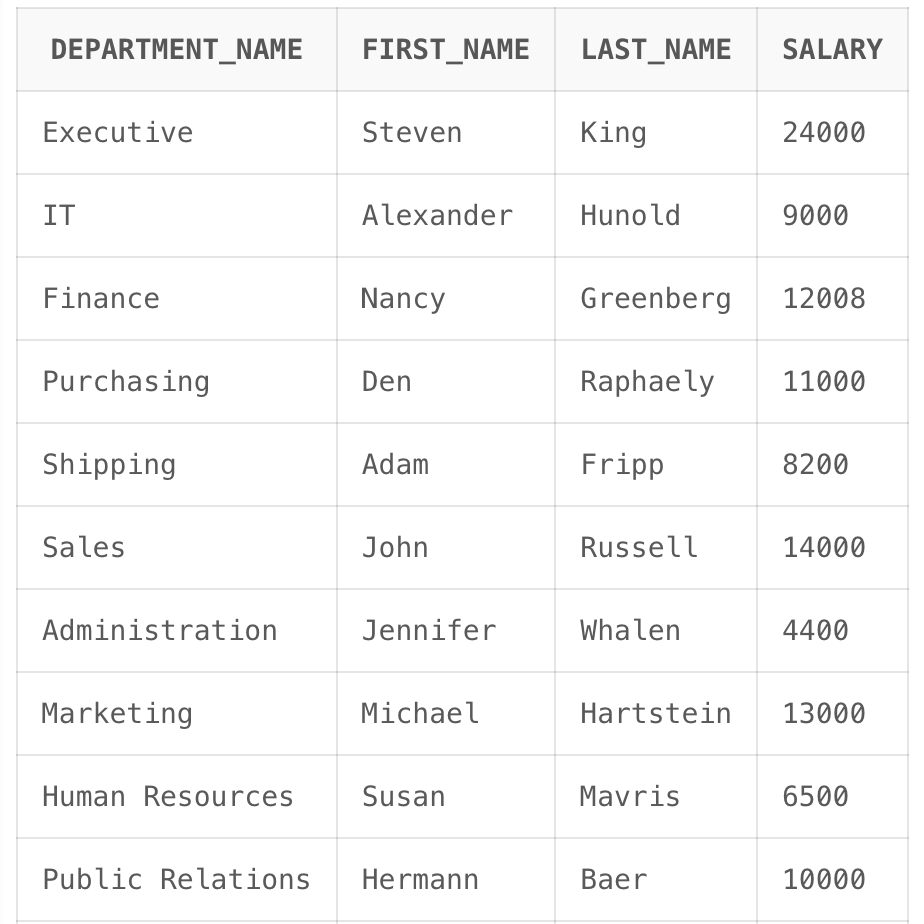 DEPARTMENT_NAME FIRST_NAME LAST_NAME SALARY
Executive Steven King 24000
IT Alexander Hunold 9000
Finance Nancy Greenberg 12008
Purchasing Den Raphaely 11000
Shipping Adam Fripp 8200
Sales John Russell 14000
Administration Jennifer Whalen 4400
Marketing Michael Hartstein 13000
Human Resources Susan Mavris 6500
Public Relations Hermann Baer 10000